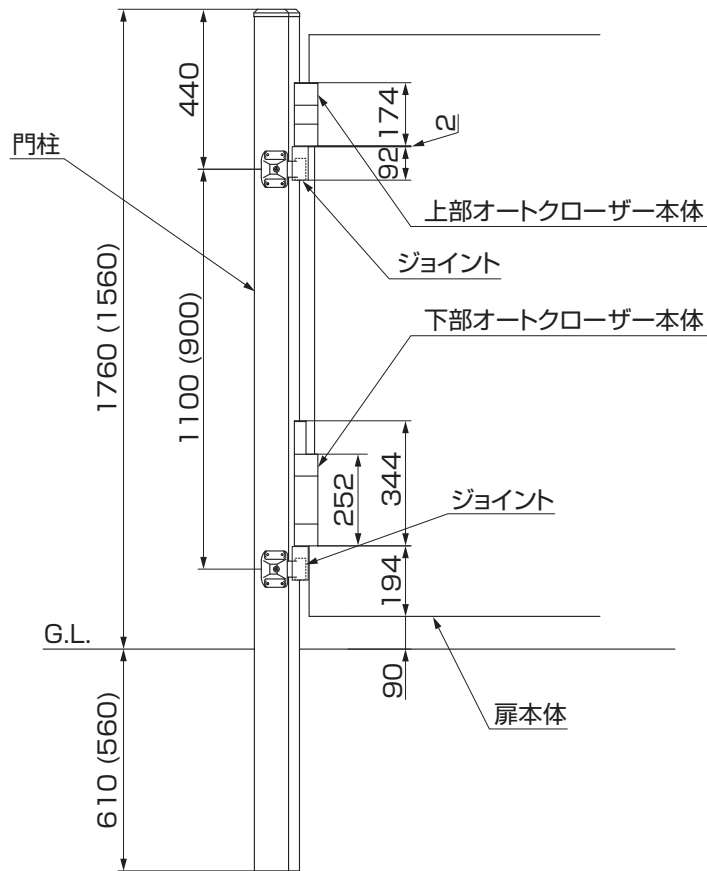 440
174
2
92
門柱
上部オートクローザー本体
ジョイント
1760 (1560)
1100 (900)
下部オートクローザー本体
344
252
ジョイント
194
G.L.
90
扉本体
610 (560)